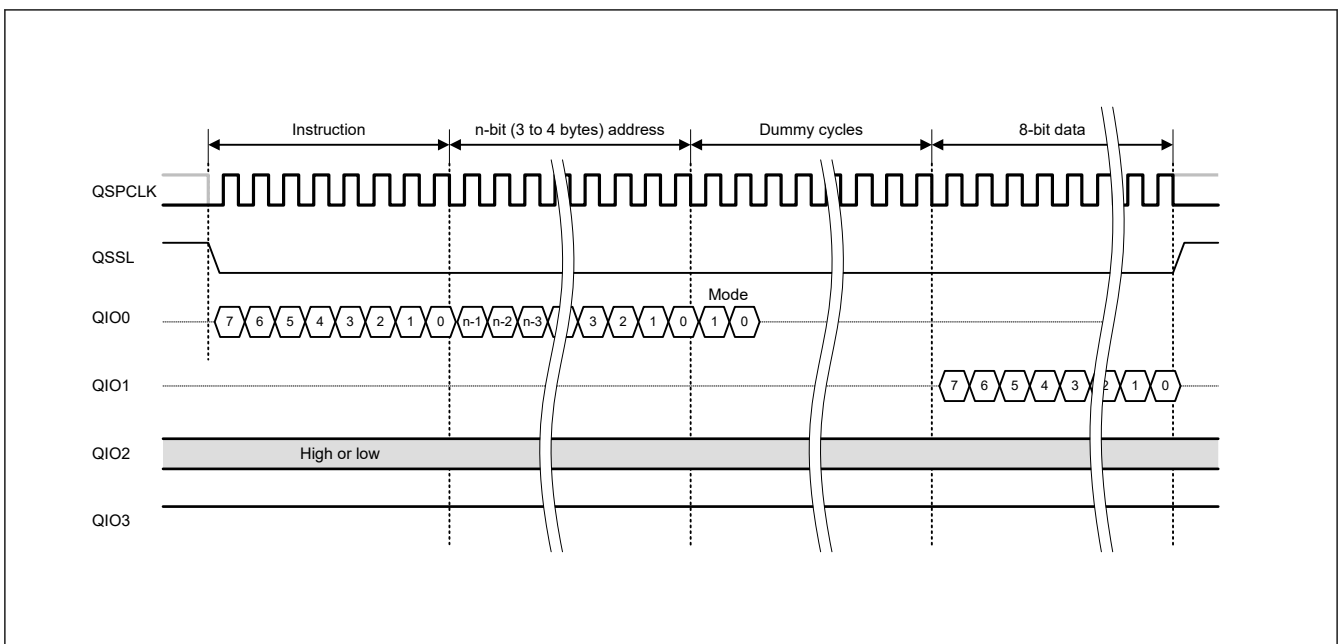 Instruction n-bit (3 to 4 bytes) address Dummy cycles 8-bit data
QSPCLK
QSSL
Mode
QIO0 7 6 5 4 3 2 1 0 n-1 n-2 n-3 3 2 1 0 1 0
QIO1 7 6 5 4 3 2 1 0
QIO2 High or low
QIO3